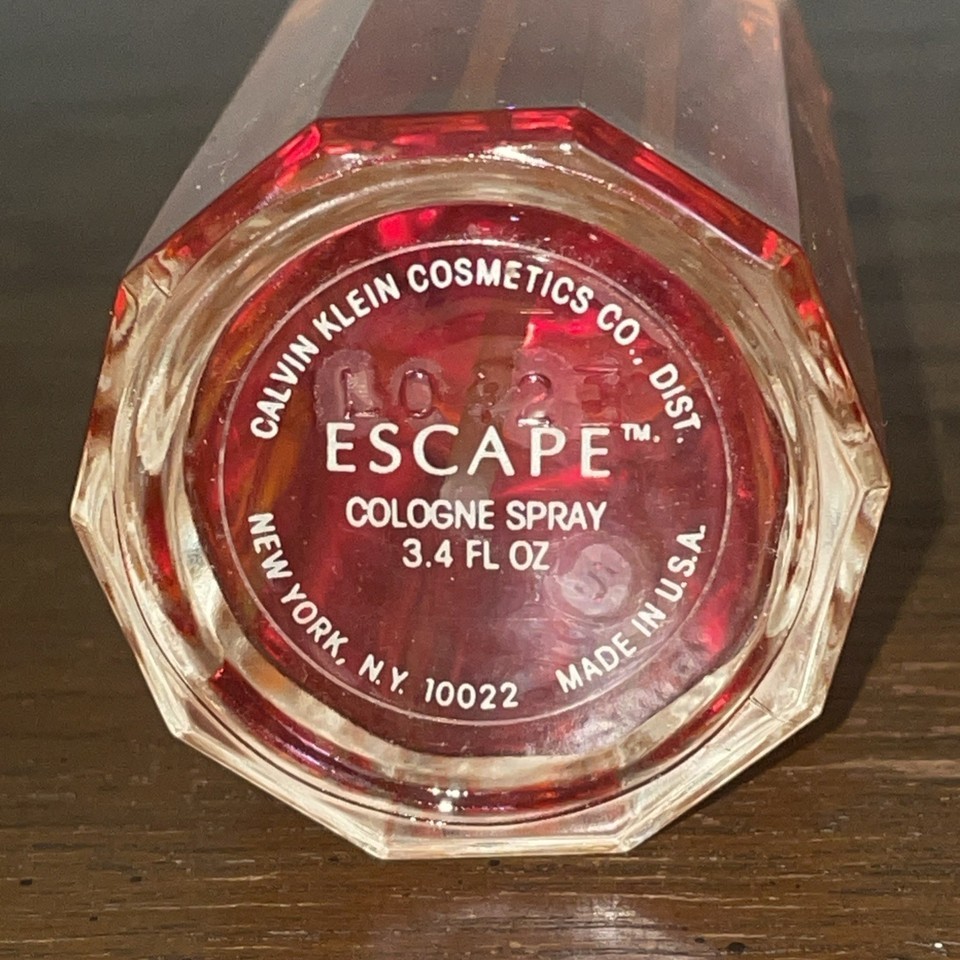 CALVIN KLEIN COSMETICS CO., DIST.
ESCAPE™.
COLOGNE SPRAY
3.4 FL OZ
NEW YORK, N.Y. 10022 MADE IN U.S.A.